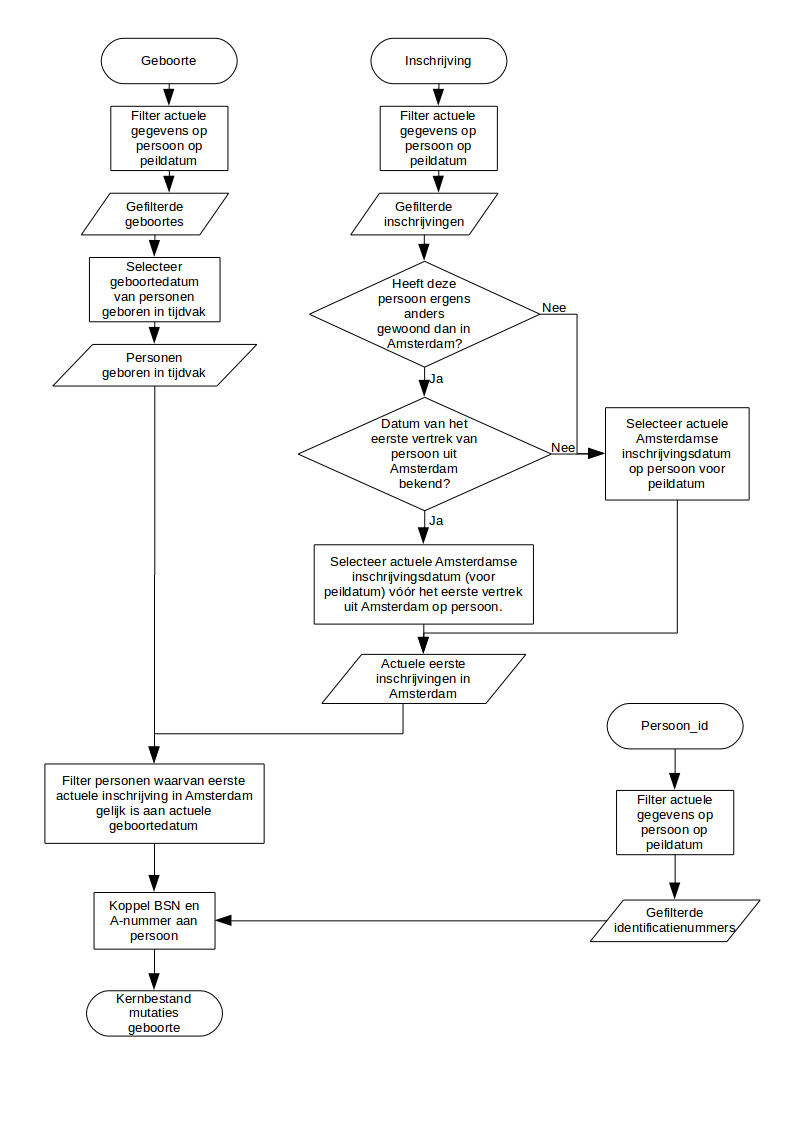 Geboorte
Filter actuele
gegevens op
persoon op
peildatum
Gefilterde
geboortes
Selecteer
geboortedatum
van personen
geboren in tijdvak
Personen
geboren in tijdvak
Inschrijving
Filter actuele
gegevens op
persoon op
peildatum
Gefilterde
inschrijvingen
Heeft deze
persoon ergens
anders
gewoond dan in
Amsterdam?
Nee
Ja
Datum van het
eerste vertrek van
persoon uit
Amsterdam
bekend?
Nee
Ja
Selecteer actuele
Amsterdamse
inschrijvingsdatum
op persoon voor
peildatum
Selecteer actuele Amsterdamse
inschrijvingsdatum (voor
peildatum) vóór het eerste vertrek
uit Amsterdam op persoon.
Actuele eerste
inschrijvingen in
Amsterdam
Persoon_id
Filter actuele
gegevens op
persoon op
peildatum
Gefilterde
identificatienummers
Filter personen waarvan eerste
actuele inschrijving in Amsterdam
gelijk is aan actuele
geboortedatum
Koppel BSN en
A-nummer aan
persoon
Kernbestand
mutaties
geboorte